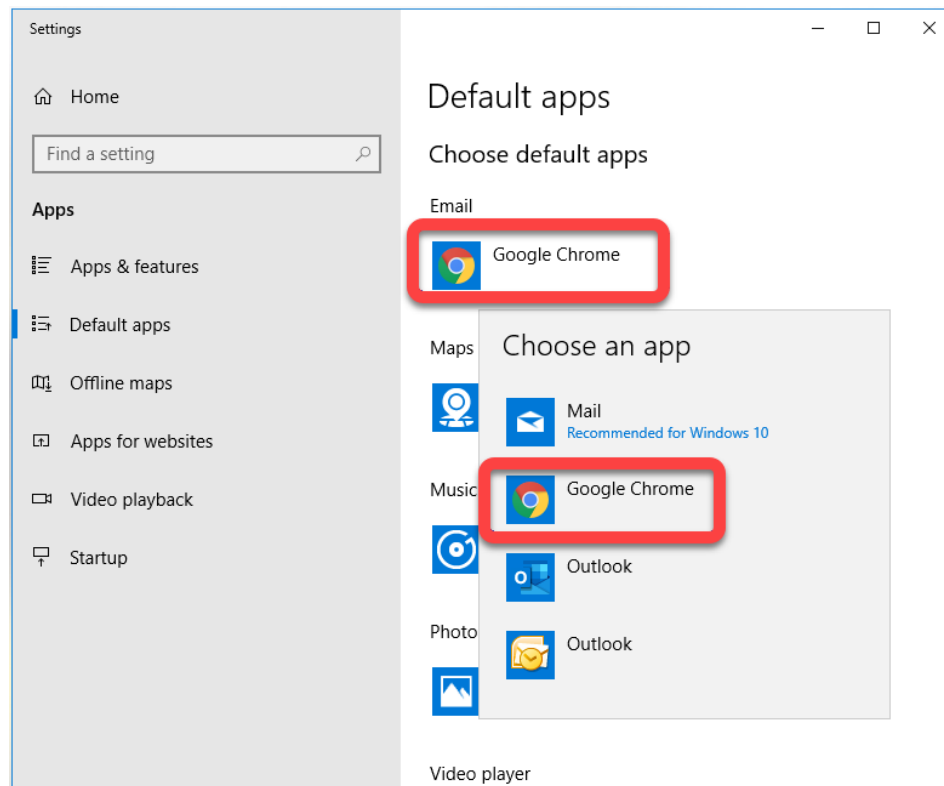 Settings
Home
Find a setting
Apps
Apps & features
Default apps
Offline maps
Apps for websites
Video playback
Startup
Default apps
Choose default apps
Email
Google Chrome
Maps
Choose an app
Mail
Recommended for Windows 10
Music
Google Chrome
Outlook
Photo
Outlook
Video player